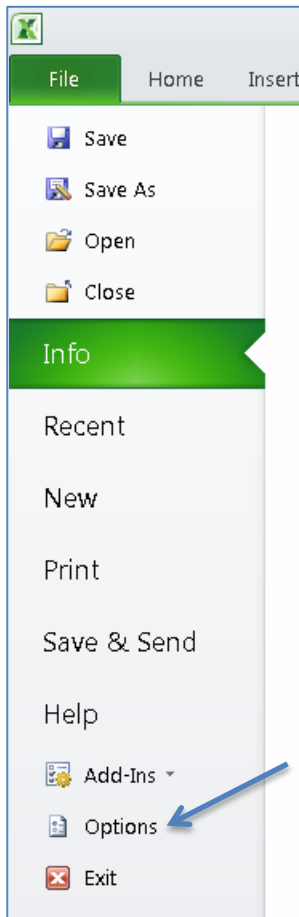 File Home Insert
Save
Save As
Open
Close
Info
Recent
New
Print
Save & Send
Help
Add-Ins
Options
Exit